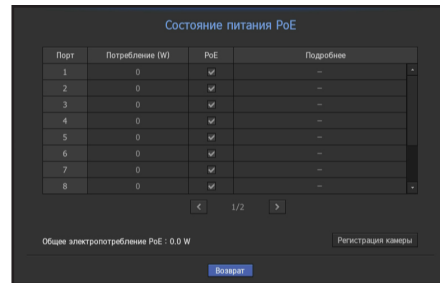 Состояние питания PoE
Порт Потребление (W) PoE Подробнее
1 0 –
2 0 –
3 0 –
4 0 –
5 0 –
6 0 –
7 0 –
8 0 –
< 1/2 >
Общее электропотребление PoE : 0.0 W Регистрация камеры
Возврат